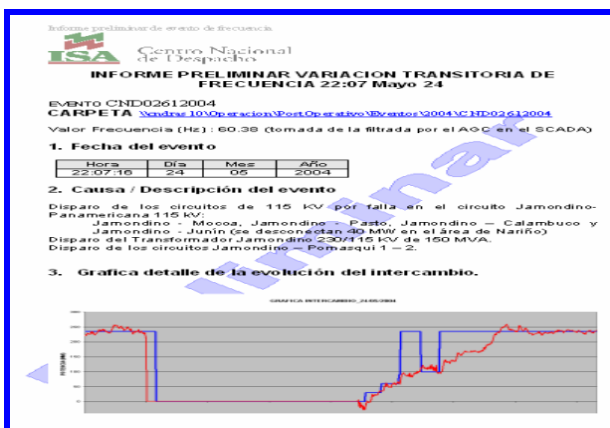 Informe preliminar de evento de frecuencia
ISA
Centro Nacional
de Despacho
INFORME PRELIMINAR VARIACION TRANSITORIA DE
FRECUENCIA 22:07 Mayo 24
EVENTO CND02612004
CARPETA \\cndras10\Operacion\PostOperativo\Eventos\2004\CND02612004
Valor Frecuencia (Hz) : 60.38 (tomada de la filtrada por el AGC en el SCADA)
1. Fecha del evento
Hora Día Mes Año
22:07:16 24 05 2004
2. Causa / Descripción del evento
Disparo de los circuitos de 115 KV por falla en el circuito Jamondino-
Panamericana 115 kV:
Jamondino - Mocoa, Jamondino - Pasto, Jamondino – Calambuco y
Jamondino - Junín (se desconectan 40 MW en el área de Nariño)
Disparo del Transformador Jamondino 230/115 KV de 150 MVA.
Disparo de los circuitos Jamondino – Pomasqui 1 – 2.
3. Grafica detalle de la evolución del intercambio.
GRAFICA INTERCAMBIO_24/05/2004